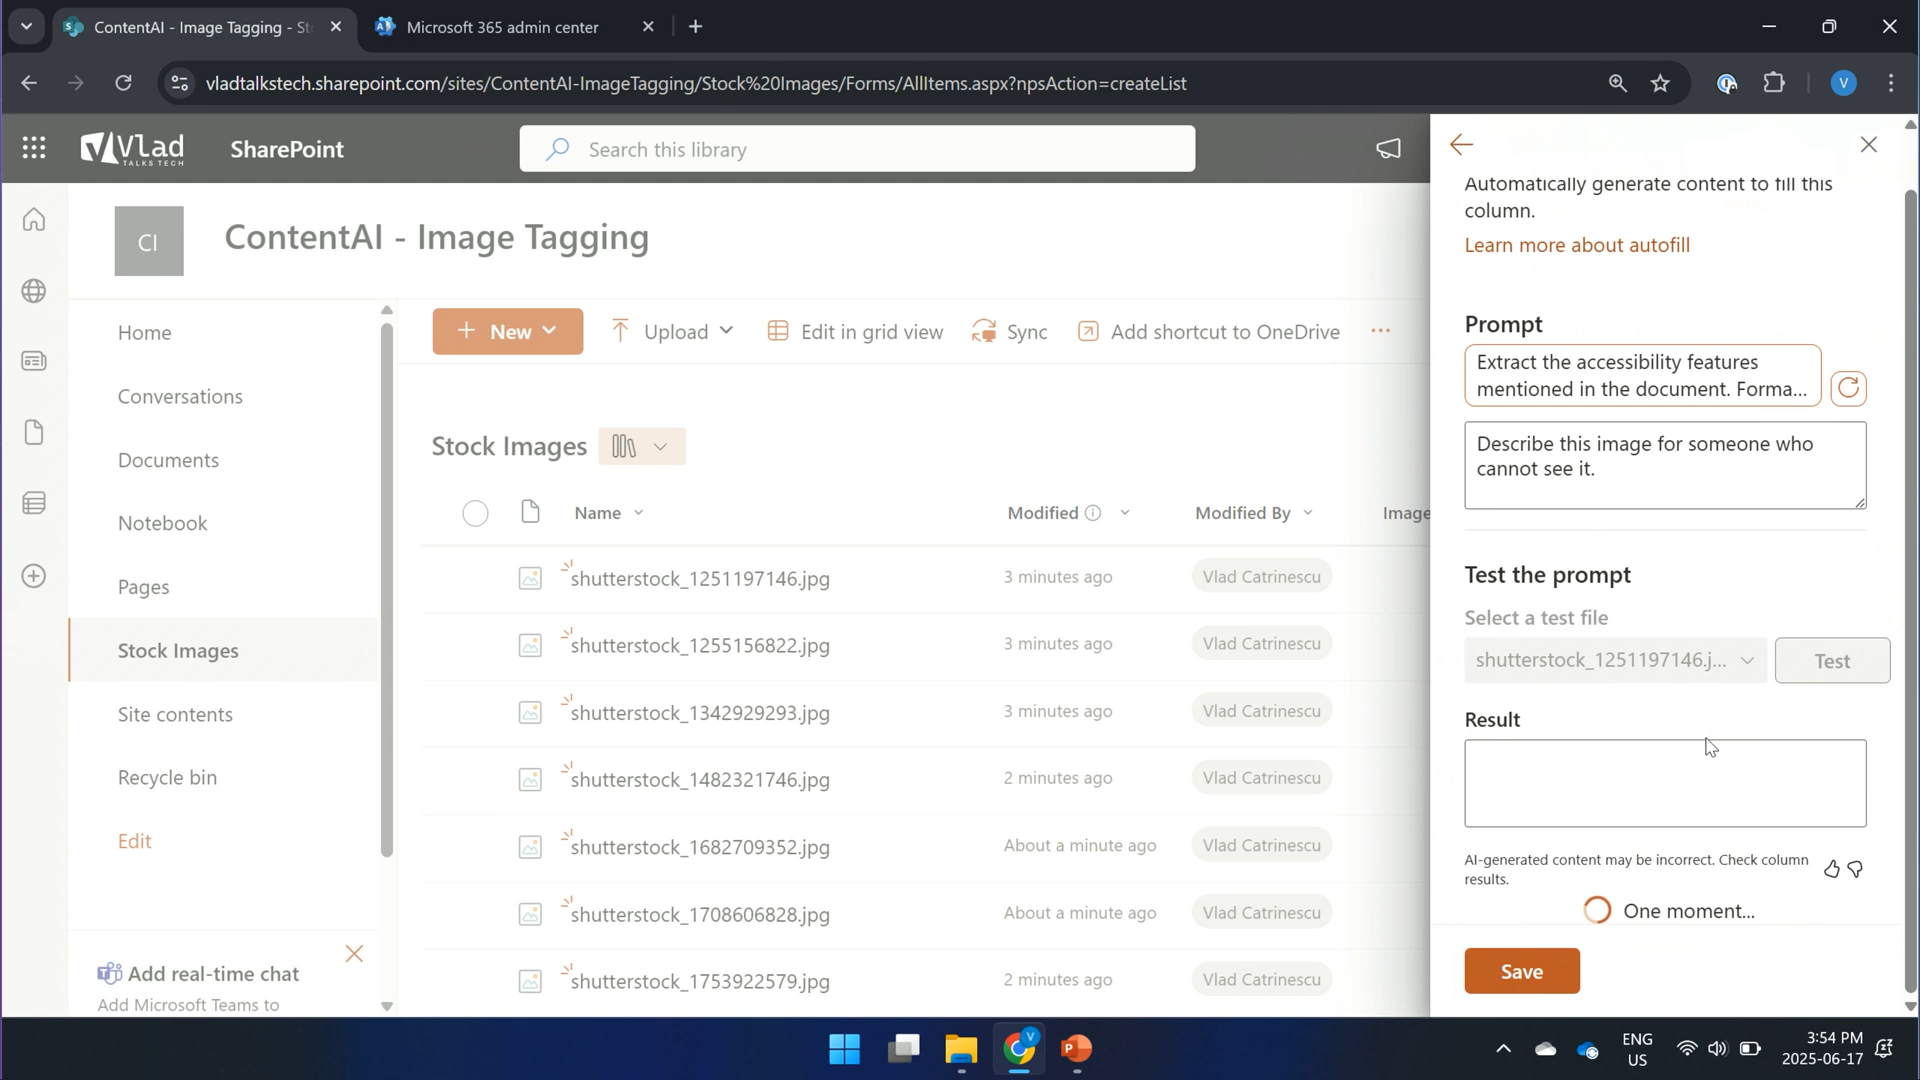 ContentAI - Image Tagging - St
Microsoft 365 admin center
vladtalkstech.sharepoint.com/sites/ContentAI-ImageTagging/Stock%20Images/Forms/AllItems.aspx?npsAction=createList
V
Vlad
TALKS TECH
SharePoint
Search this library
CI
ContentAI - Image Tagging
Home
Conversations
Documents
Notebook
Pages
Stock Images
Site contents
Recycle bin
Edit
Add real-time chat
Add Microsoft Teams to
New
Upload
Edit in grid view
Sync
Add shortcut to OneDrive
Stock Images
Name
Modified
Modified By
Image
shutterstock_1251197146.jpg
3 minutes ago
Vlad Catrinescu
shutterstock_1255156822.jpg
3 minutes ago
Vlad Catrinescu
shutterstock_1342929293.jpg
3 minutes ago
Vlad Catrinescu
shutterstock_1482321746.jpg
2 minutes ago
Vlad Catrinescu
shutterstock_1682709352.jpg
About a minute ago
Vlad Catrinescu
shutterstock_1708606828.jpg
About a minute ago
Vlad Catrinescu
shutterstock_1753922579.jpg
2 minutes ago
Vlad Catrinescu
Automatically generate content to fill this
column.
Learn more about autofill
Prompt
Extract the accessibility features
mentioned in the document. Forma...
Describe this image for someone who
cannot see it.
Test the prompt
Select a test file
shutterstock_1251197146.j...
Test
Result
AI-generated content may be incorrect. Check column
results.
One moment...
Save
V
P
ENG
US
3:54 PM
2025-06-17